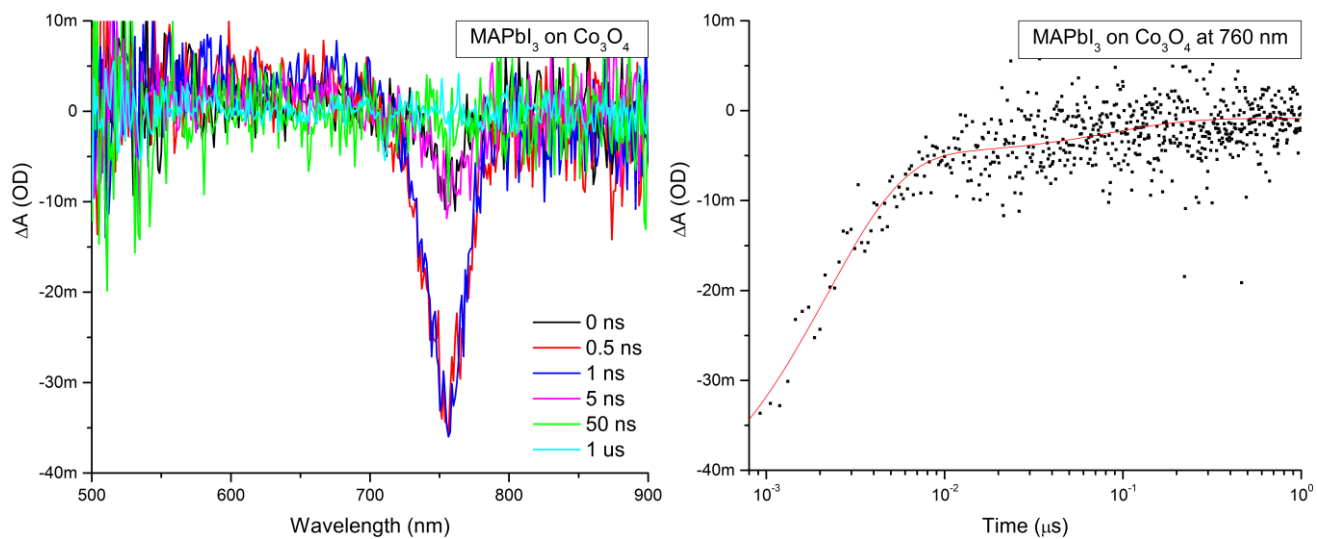 MAPbI₃ on Co₃O₄
10m
0
-10m
-20m
-30m
-40m
ΔA (OD)
0 ns
0.5 ns
1 ns
5 ns
50 ns
1 us
500
600
700
800
900
Wavelength (nm)
MAPbI₃ on Co₃O₄ at 760 nm
10m
0
-10m
-20m
-30m
-40m
ΔA (OD)
10⁻³
10⁻²
10⁻¹
10⁰
Time (μs)